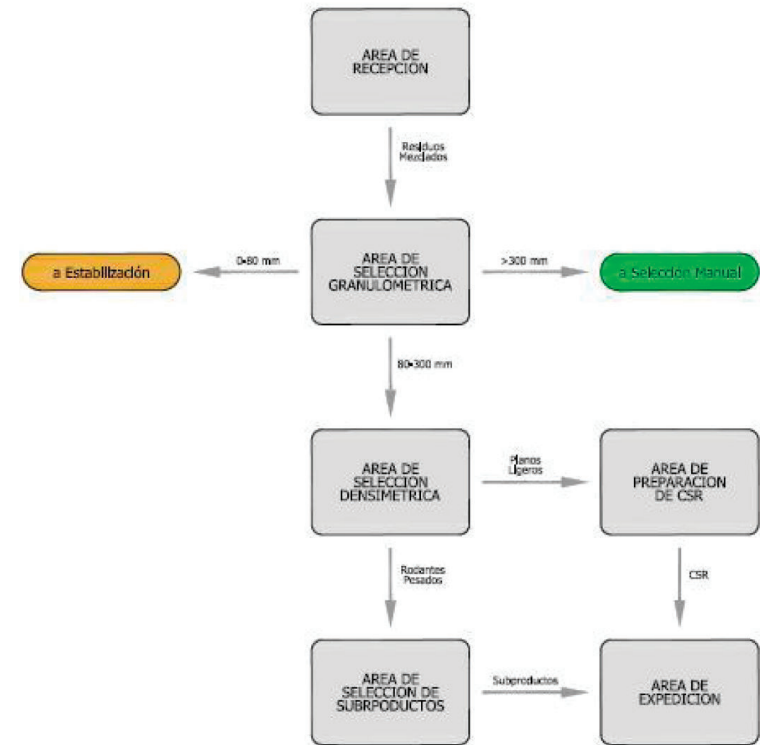 AREA DE
RECEPCION
Residuos
Mezclados
0-80 mm
a Estabilización
AREA DE
SELECCION
GRANULOMETRICA
>300 mm
a Selección Manual
80-300 mm
AREA DE
SELECCION
DENSIMETRICA
Planos
Ligeros
AREA DE
PREPARACION
DE CSR
Rodantes
Pesados
CSR
AREA DE
SELECCION DE
SUBRPODUCTOS
Subproductos
AREA DE
EXPEDICION